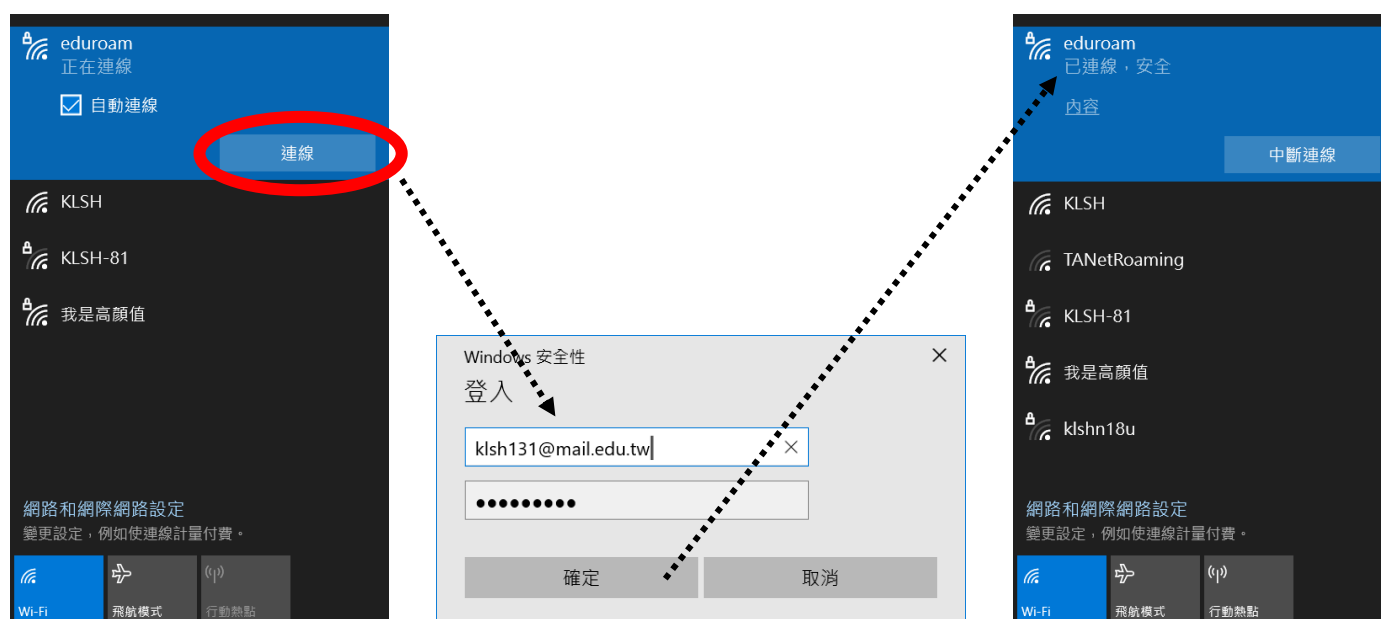 eduroam
正在連線
自動連線
連線
KLSH
KLSH-81
我是高顏值
網路和網際網路設定
變更設定，例如使連線計量付費。
Wi-Fi
飛航模式
行動熱點
Windows 安全性
登入
klsh131@mail.edu.tw
確定
取消
eduroam
已連線，安全
內容
中斷連線
KLSH
TANetRoaming
KLSH-81
我是高顏值
klshn18u
網路和網際網路設定
變更設定，例如使連線計量付費。
Wi-Fi
飛航模式
行動熱點